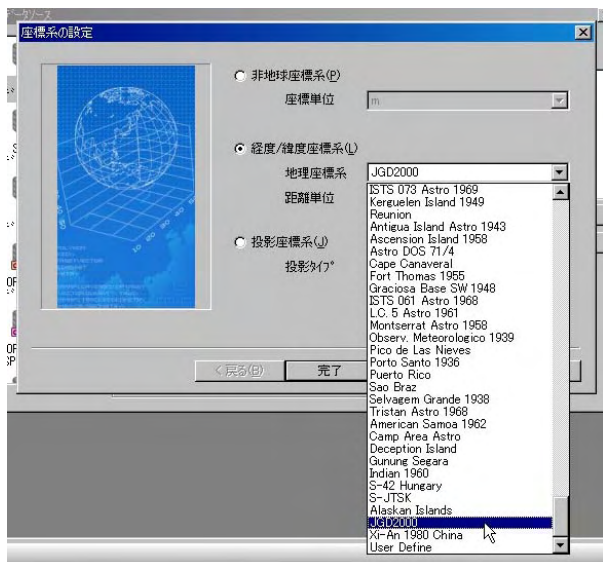 データソース
座標系の設定
非地球座標系(P)
座標単位
m
経度/緯度座標系(L)
地理座標系
JGD2000
距離単位
投影座標系(J)
投影タイプ
ISTS 073 Astro 1969
Kerguelen Island 1949
Reunion
Antigua Island Astro 1943
Ascension Island 1958
Astro DOS 71/4
Cape Canaveral
Fort Thomas 1955
Graciosa Base SW 1948
ISTS 061 Astro 1968
L.C. 5 Astro 1961
Montserrat Astro 1958
Observ. Meteorologico 1939
Pico de Las Nieves
Porto Santo 1936
Puerto Rico
Sao Braz
Selvagem Grande 1938
Tristan Astro 1968
American Samoa 1962
Camp Area Astro
Deception Island
Gunung Segara
Indian 1960
S-42 Hungary
S-JTSK
Alaskan Islands
JGD2000
Xi-An 1980 China
User Define
< 戻る(B)
完了